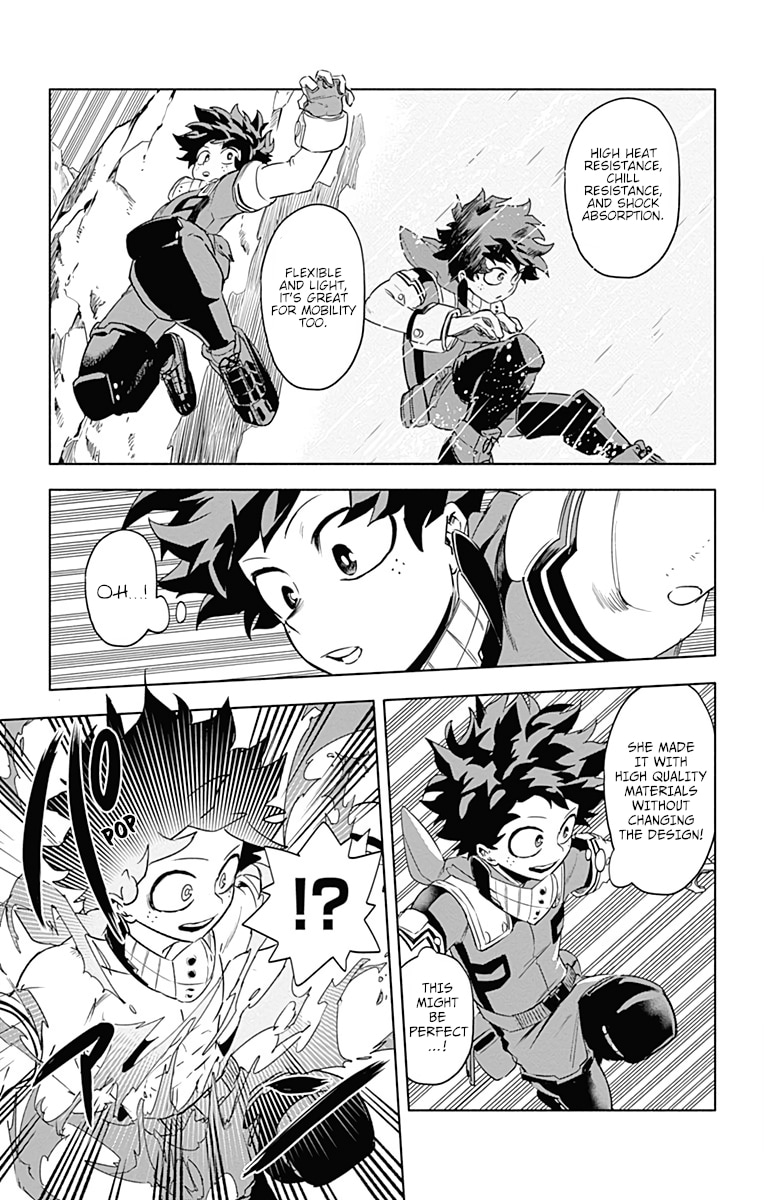 HIGH HEAT
RESISTANCE,
CHILL
RESISTANCE,
AND SHOCK
ABSORPTION.
FLEXIBLE
AND LIGHT,
IT'S GREAT
FOR MOBILITY
TOO.
OH...!
SHE MADE
IT WITH
HIGH QUALITY
MATERIALS
WITHOUT
CHANGING
THE DESIGN!
THIS
MIGHT
BE
PERFECT
...!
POP
!?